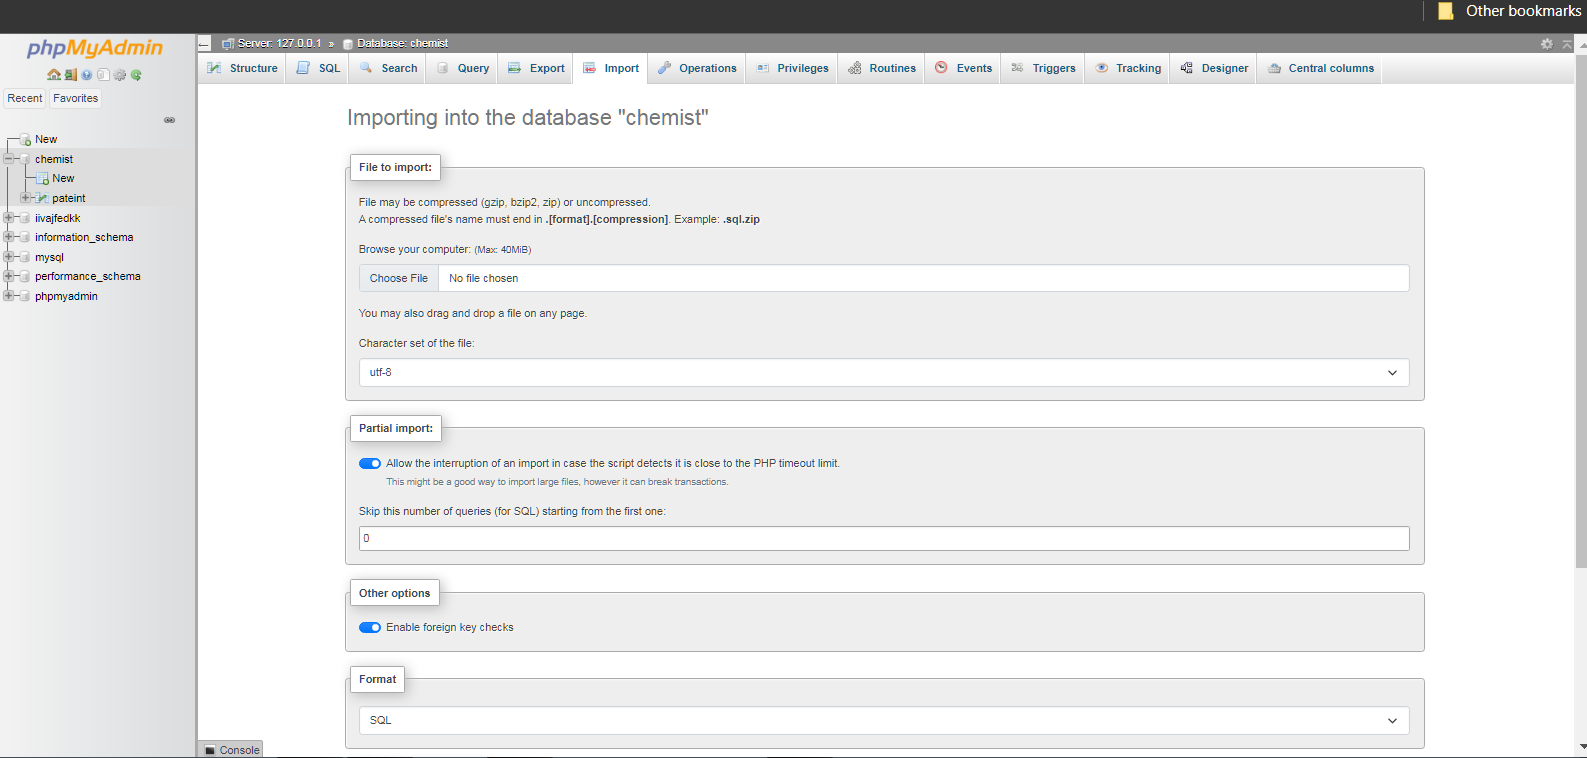 Other bookmarks
phpMyAdmin
Recent Favorites
New
chemist
New
pateint
iivajfedkk
information_schema
mysql
performance_schema
phpmyadmin
Server: 127.0.0.1 » Database: chemist
Structure SQL Search Query Export Import Operations Privileges Routines Events Triggers Tracking Designer Central columns
Importing into the database "chemist"
File to import:
File may be compressed (gzip, bzip2, zip) or uncompressed.
A compressed file's name must end in .[format].[compression]. Example: .sql.zip
Browse your computer: (Max: 40MiB)
Choose File No file chosen
You may also drag and drop a file on any page.
Character set of the file:
utf-8
Partial import:
Allow the interruption of an import in case the script detects it is close to the PHP timeout limit.
This might be a good way to import large files, however it can break transactions.
Skip this number of queries (for SQL) starting from the first one:
0
Other options
Enable foreign key checks
Format
SQL
Console